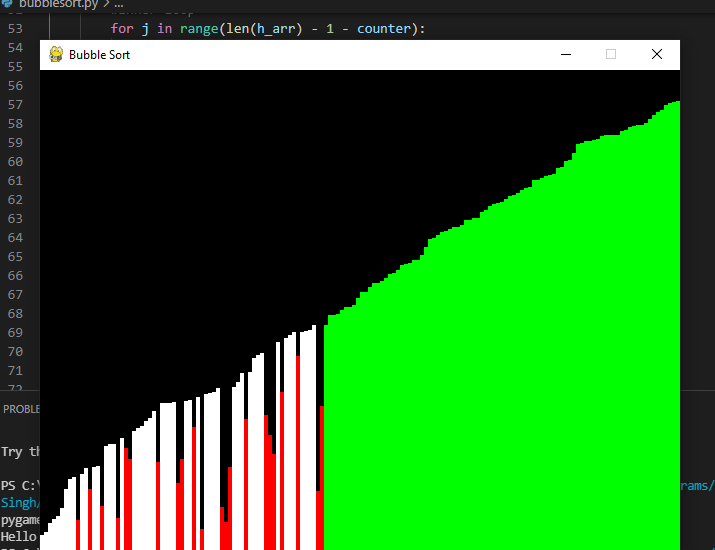 bubblesort.py > ...
53 for j in range(len(h_arr) - 1 - counter):
54 Bubble Sort
55
56
57
58
59
60
61
62
63
64
65
66
67
68
69
70
71
72
PROBLE
Try th
PS C:\ rams/
Singh/
pygame
Hello